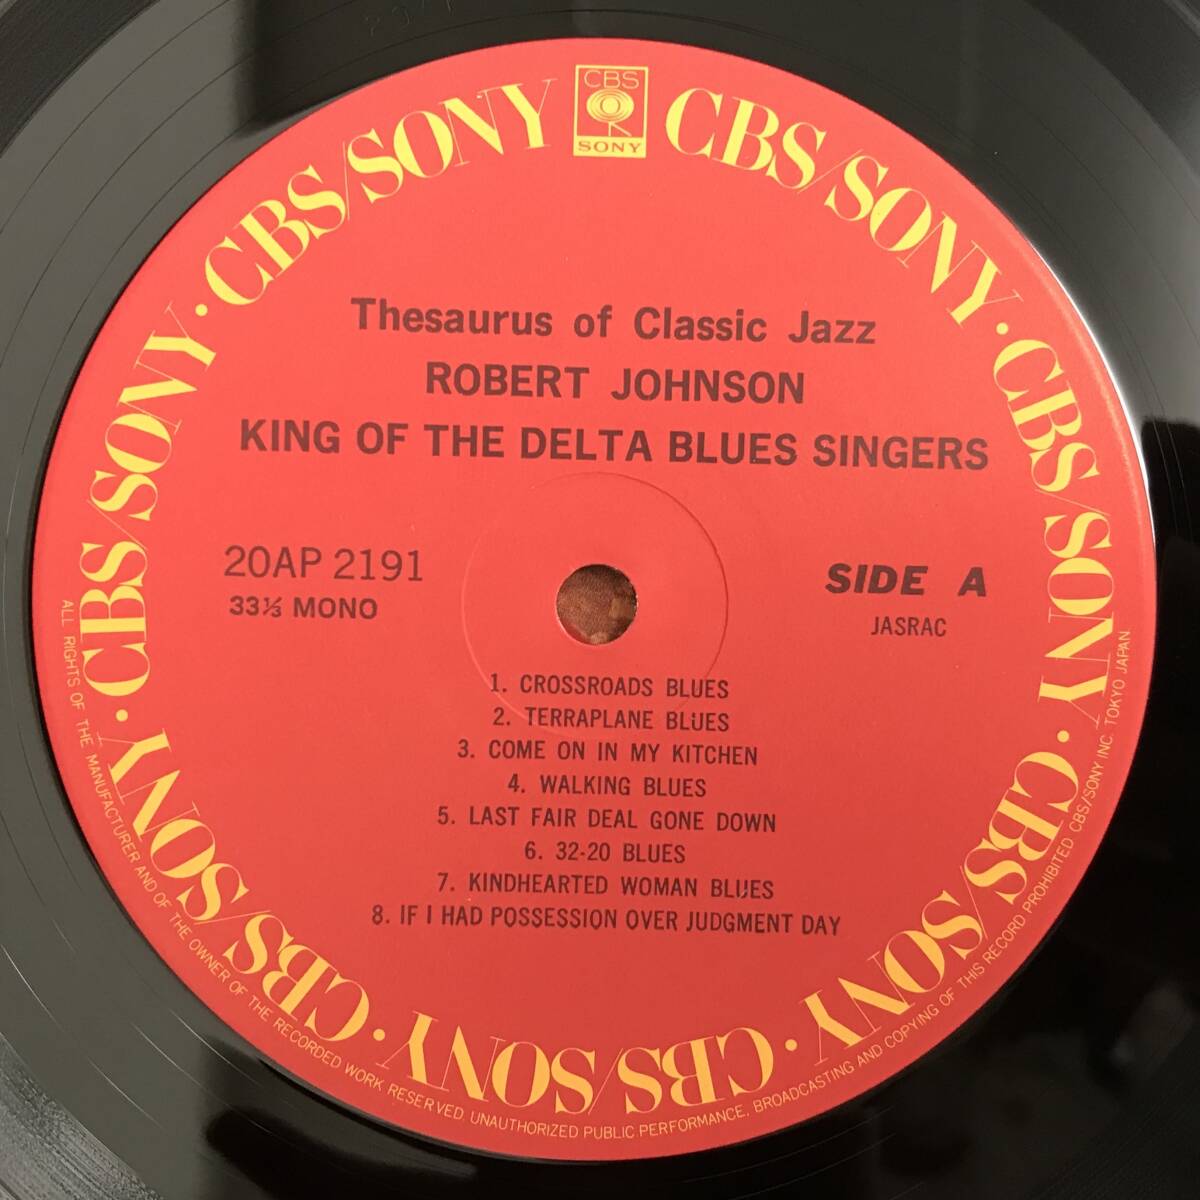 CBS
SONY
CBS/SONY · CBS/SONY · CBS/SONY · CBS/SONY · CBS/SONY · CBS/SONY · CBS/SONY · CBS/SONY
Thesaurus of Classic Jazz
ROBERT JOHNSON
KING OF THE DELTA BLUES SINGERS
20AP 2191
33⅓ MONO
SIDE A
JASRAC
1. CROSSROADS BLUES
2. TERRAPLANE BLUES
3. COME ON IN MY KITCHEN
4. WALKING BLUES
5. LAST FAIR DEAL GONE DOWN
6. 32-20 BLUES
7. KINDHEARTED WOMAN BLUES
8. IF I HAD POSSESSION OVER JUDGMENT DAY
ALL RIGHTS OF THE MANUFACTURER AND OF THE OWNER OF THE RECORDED WORK RESERVED. UNAUTHORIZED PUBLIC PERFORMANCE, BROADCASTING AND COPYING OF THIS RECORD PROHIBITED CBS/SONY INC. TOKYO JAPAN